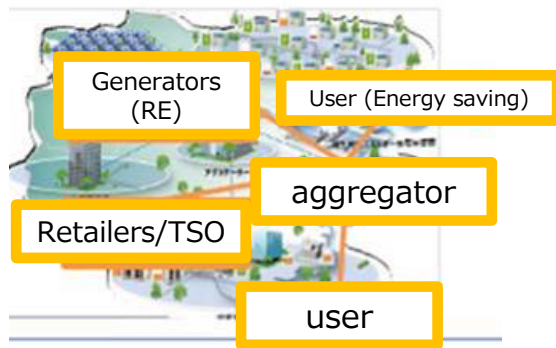 Generators
(RE)
User (Energy saving)
aggregator
Retailers/TSO
user